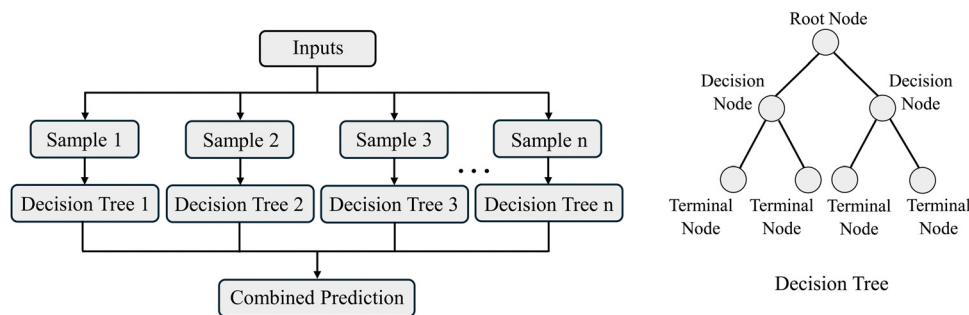 Inputs
Sample 1
Sample 2
Sample 3
Sample n
...
Decision Tree 1
Decision Tree 2
Decision Tree 3
Decision Tree n
Combined Prediction
Root Node
Decision
Node
Decision
Node
Terminal
Node
Terminal
Node
Terminal
Node
Terminal
Node
Decision Tree